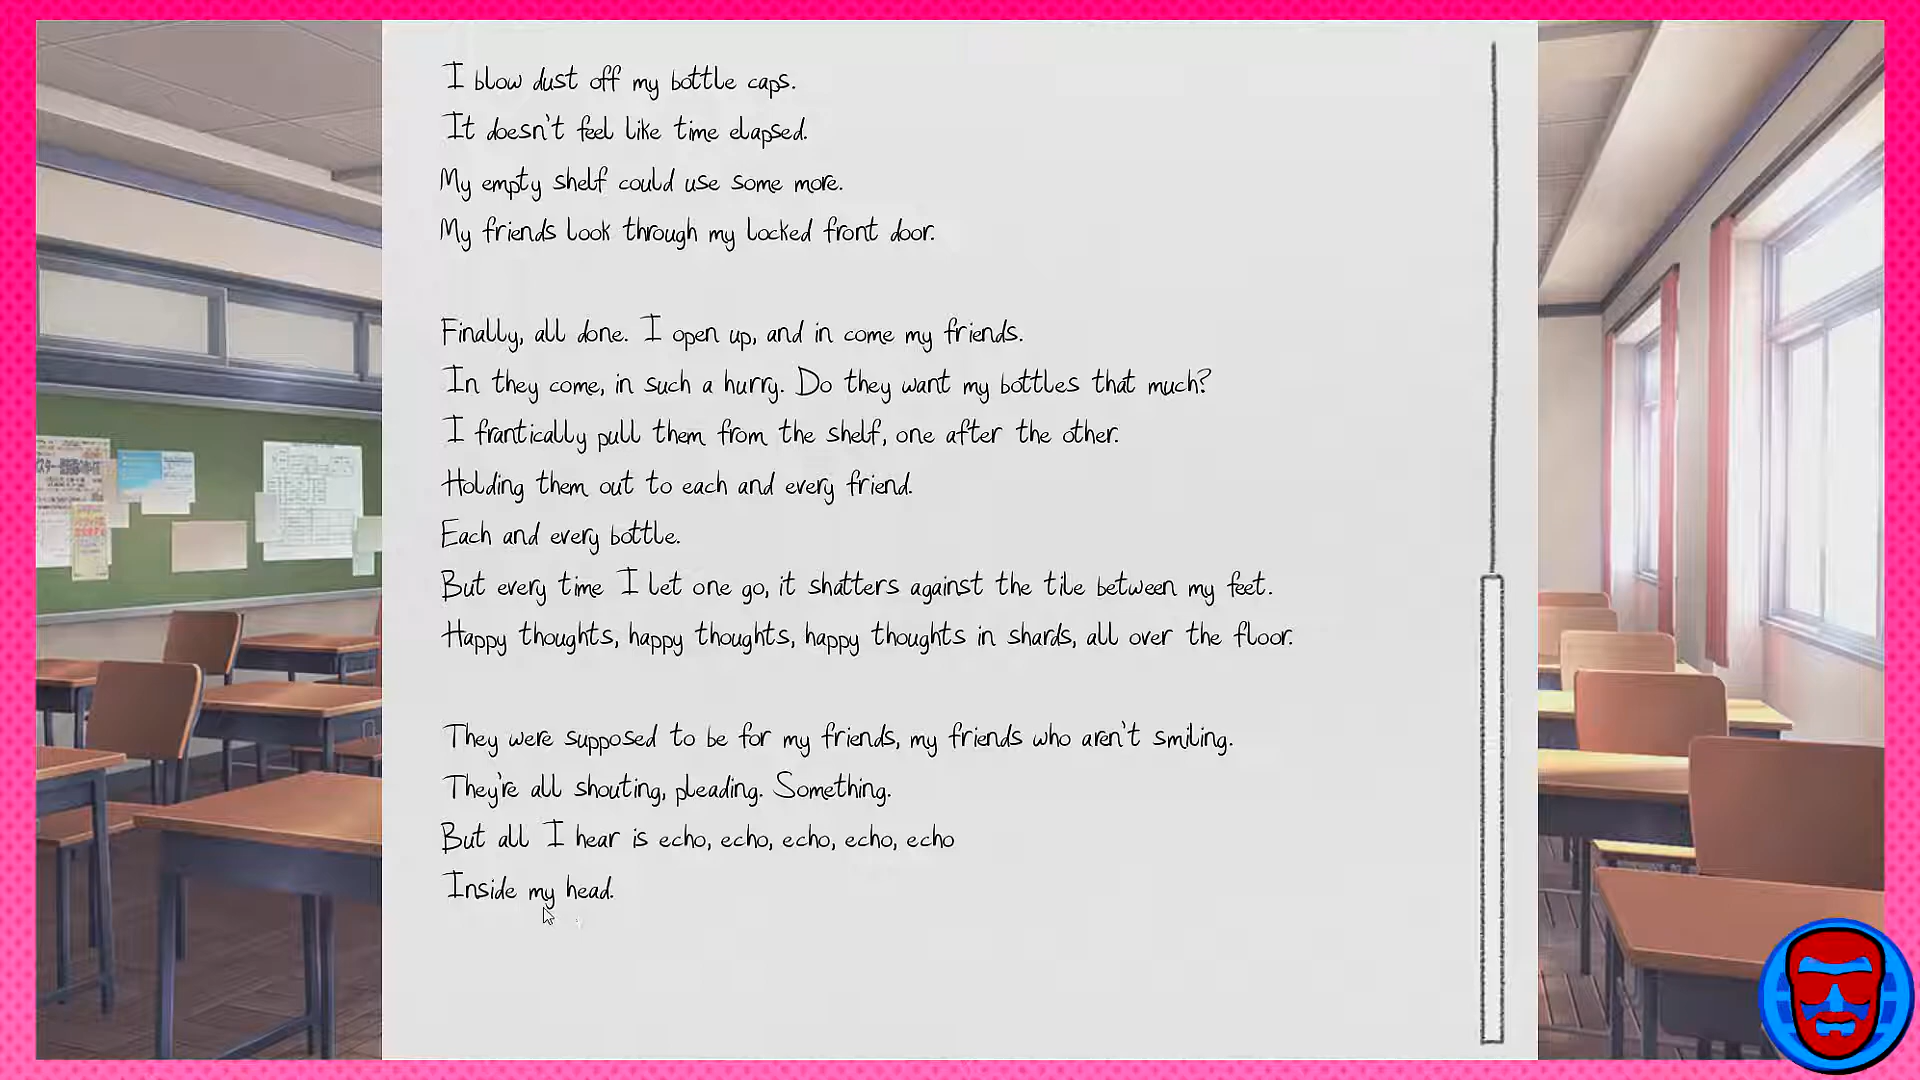 I blow dust off my bottle caps.
It doesn't feel like time elapsed.
My empty shelf could use some more.
My friends look through my locked front door.
Finally, all done. I open up, and in come my friends.
In they come, in such a hurry. Do they want my bottles that much?
I frantically pull them from the shelf, one after the other.
Holding them out to each and every friend.
Each and every bottle.
But every time I let one go, it shatters against the tile between my feet.
Happy thoughts, happy thoughts, happy thoughts in shards, all over the floor.
They were supposed to be for my friends, my friends who aren't smiling.
They're all shouting, pleading. Something.
But all I hear is echo, echo, echo, echo, echo
Inside my head.